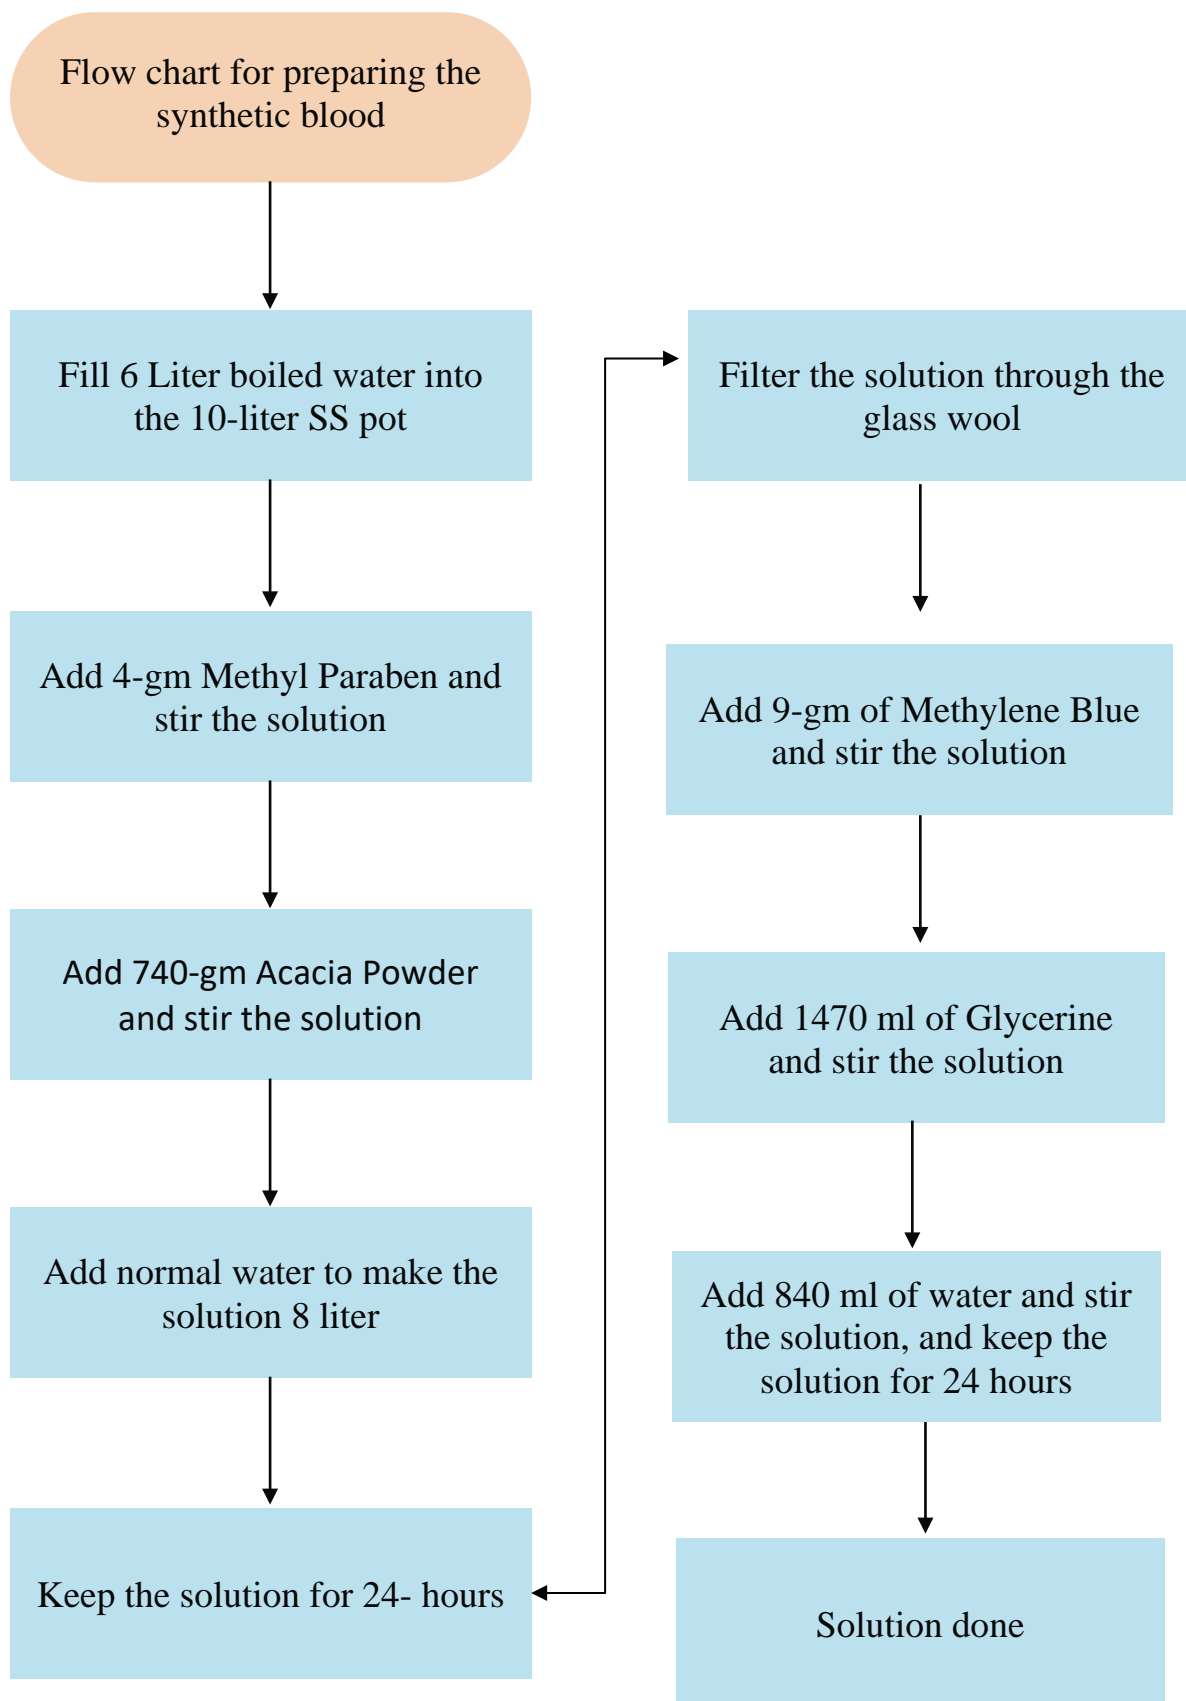 Flow chart for preparing the
synthetic blood
Fill 6 Liter boiled water into
the 10-liter SS pot
Add 4-gm Methyl Paraben and
stir the solution
Add 740-gm Acacia Powder
and stir the solution
Add normal water to make the
solution 8 liter
Keep the solution for 24- hours
Filter the solution through the
glass wool
Add 9-gm of Methylene Blue
and stir the solution
Add 1470 ml of Glycerine
and stir the solution
Add 840 ml of water and stir
the solution, and keep the
solution for 24 hours
Solution done